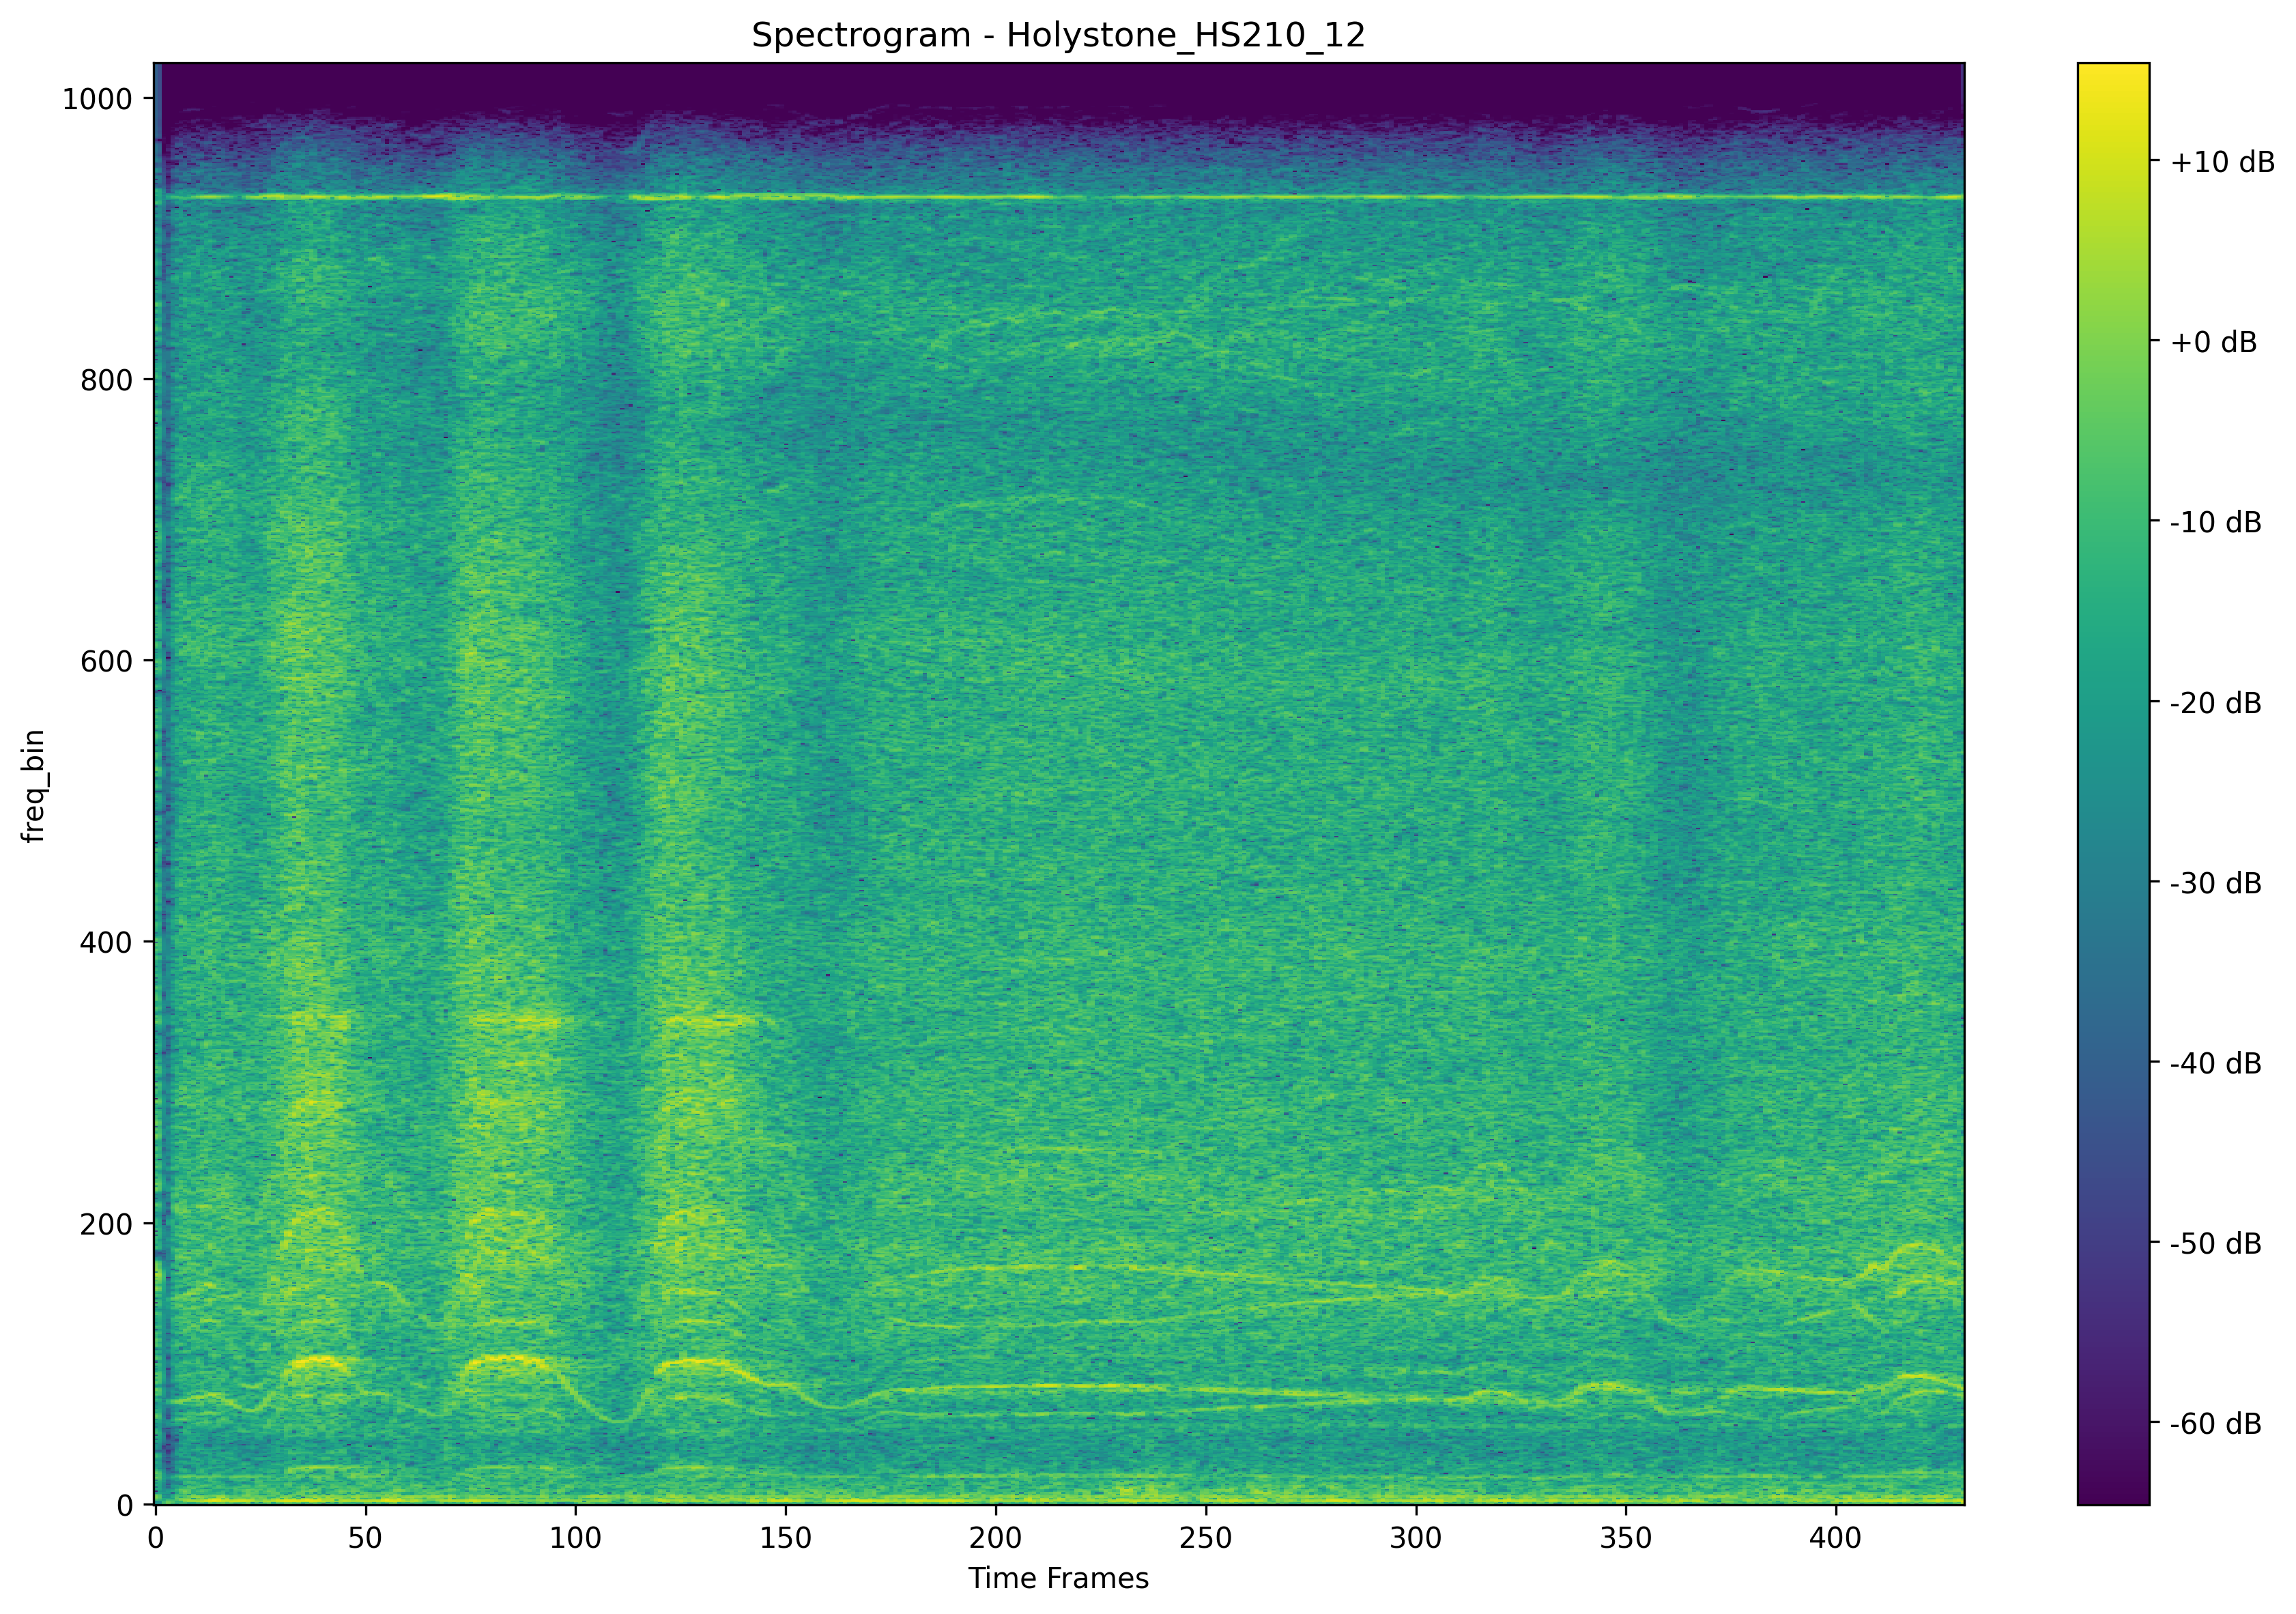 Spectrogram - Holystone_HS210_12
1000
800
600
400
200
0
freq_bin
0 50 100 150 200 250 300 350 400
Time Frames
+10 dB
+0 dB
-10 dB
-20 dB
-30 dB
-40 dB
-50 dB
-60 dB